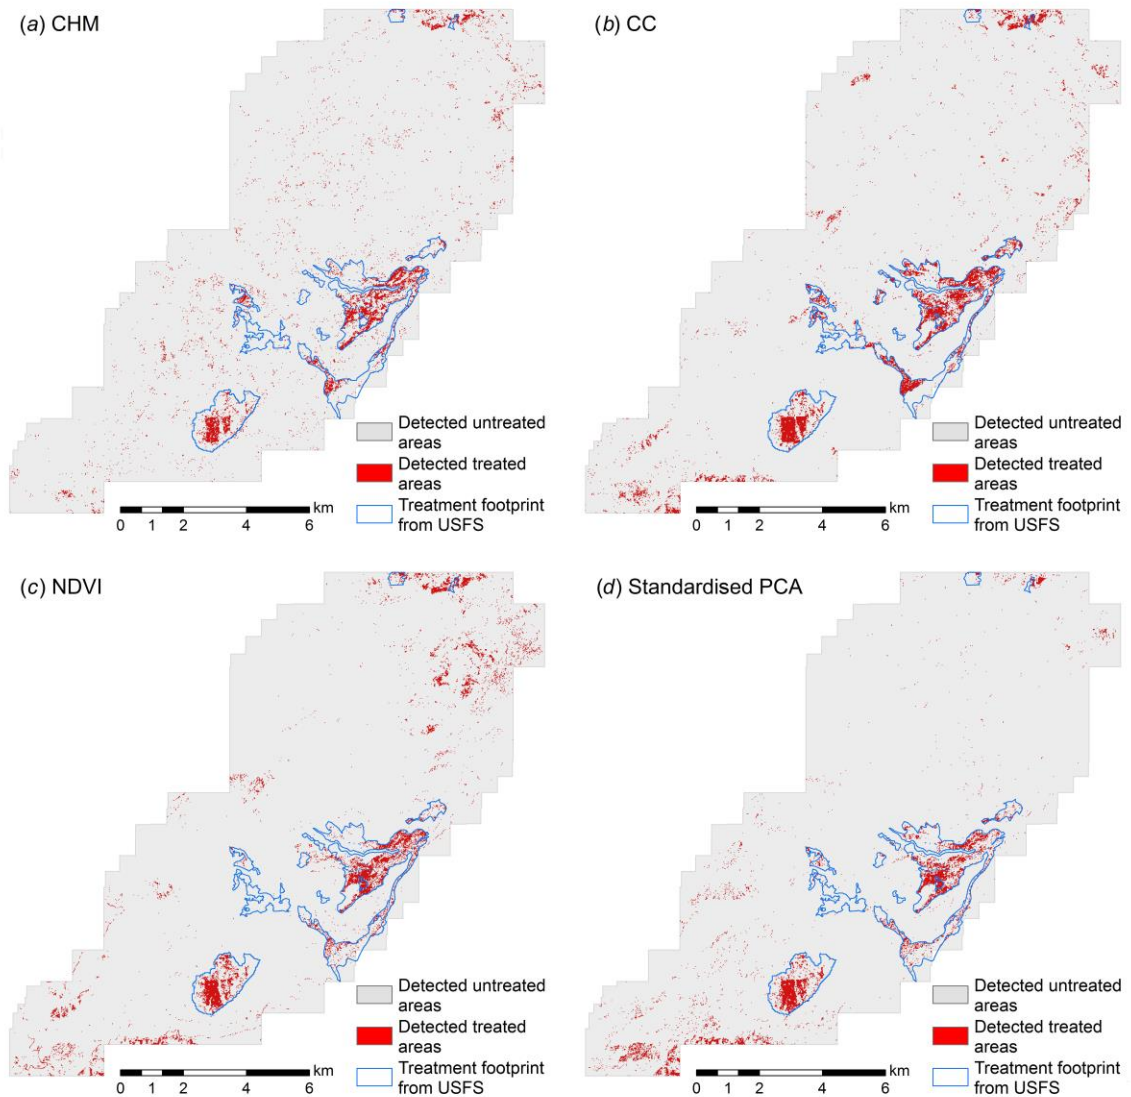 (a) CHM
Detected untreated
areas
Detected treated
areas
Treatment footprint
from USFS
km
0 1 2 4 6
(b) CC
Detected untreated
areas
Detected treated
areas
Treatment footprint
from USFS
km
0 1 2 4 6
(c) NDVI
Detected untreated
areas
Detected treated
areas
Treatment footprint
from USFS
km
0 1 2 4 6
(d) Standardised PCA
Detected untreated
areas
Detected treated
areas
Treatment footprint
from USFS
km
0 1 2 4 6